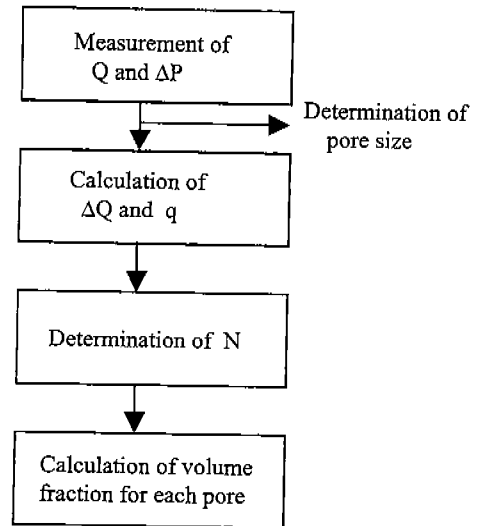 Measurement of
Q and ΔP
Determination of
pore size
Calculation of
ΔQ and q
Determination of N
Calculation of volume
fraction for each pore